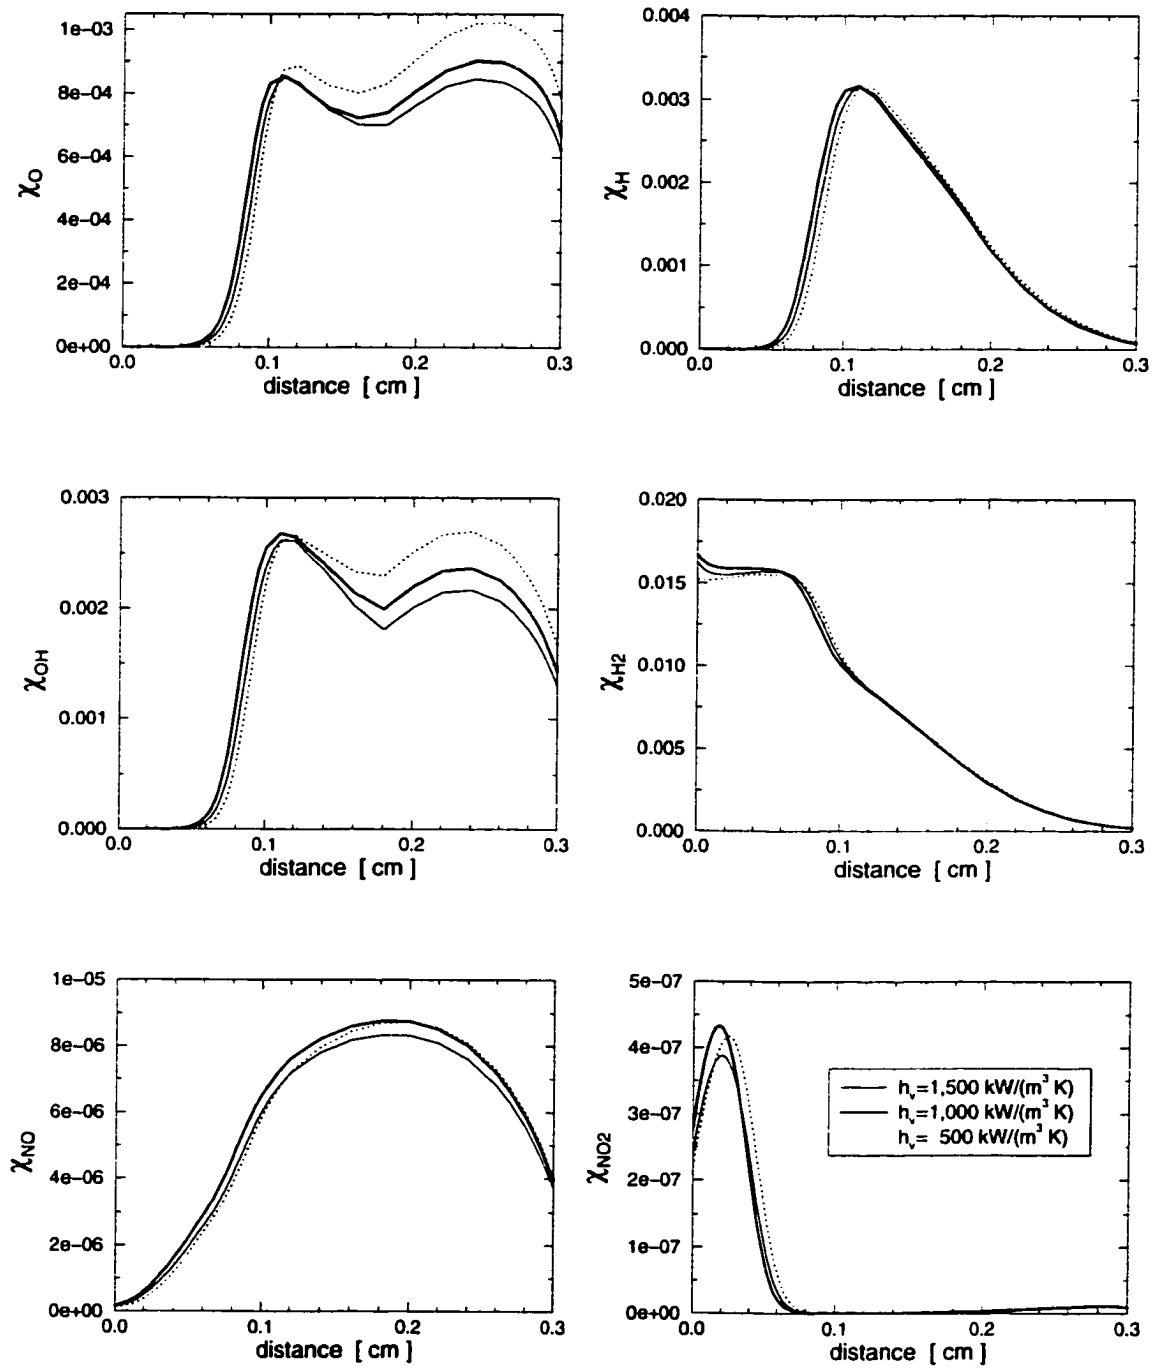 1e−03
8e−04
6e−04
4e−04
2e−04
0e+00
χO
0.0 0.1 0.2 0.3
distance [ cm ]
0.004
0.003
0.002
0.001
0.000
χH
0.0 0.1 0.2 0.3
distance [ cm ]
0.003
0.002
0.001
0.000
χOH
0.0 0.1 0.2 0.3
distance [ cm ]
0.020
0.015
0.010
0.005
0.000
χH2
0.0 0.1 0.2 0.3
distance [ cm ]
1e−05
8e−06
6e−06
4e−06
2e−06
0e+00
χNO
0.0 0.1 0.2 0.3
distance [ cm ]
5e−07
4e−07
3e−07
2e−07
1e−07
0e+00
χNO2
hv=1,500 kW/(m3 K)
hv=1,000 kW/(m3 K)
hv= 500 kW/(m3 K)
0.0 0.1 0.2 0.3
distance [ cm ]